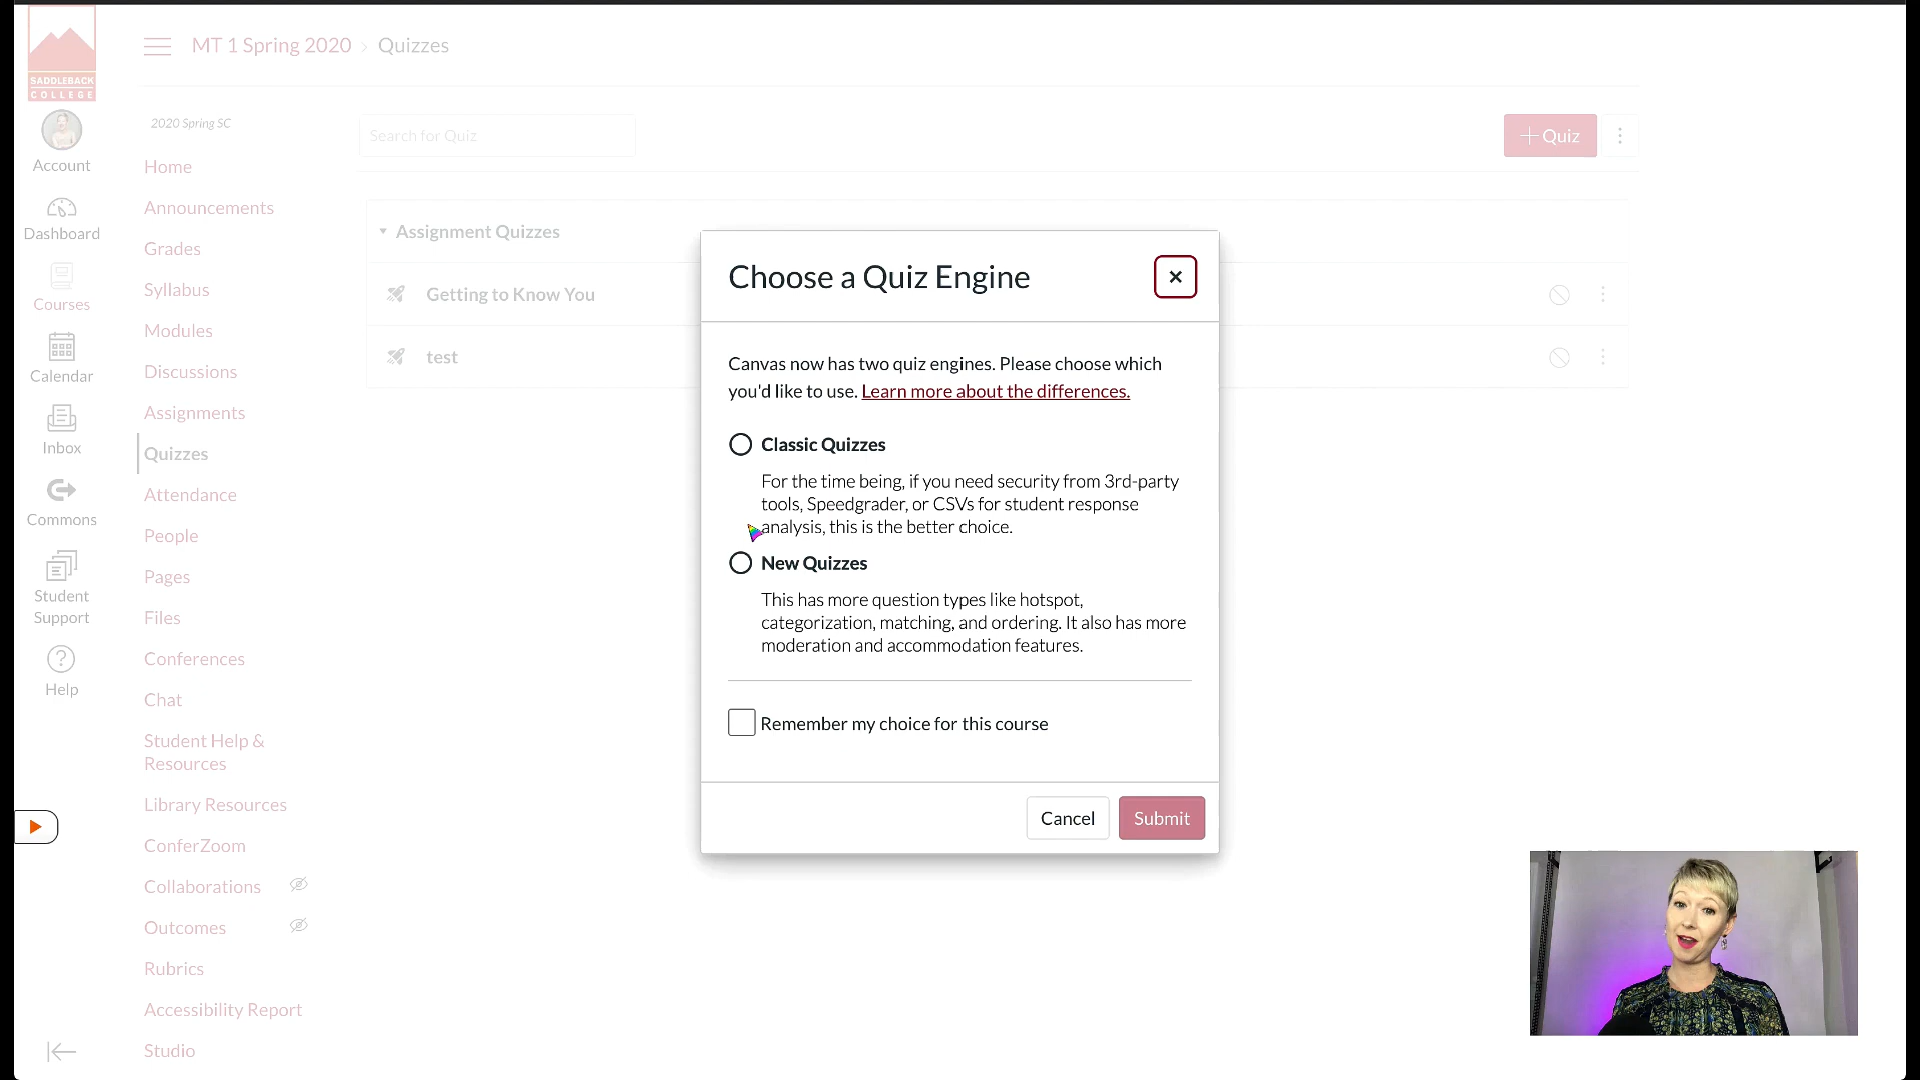 SADDLEBACK
COLLEGE
Account
Dashboard
Courses
Calendar
Inbox
Commons
Student
Support
Help
MT 1 Spring 2020 › Quizzes
2020 Spring SC
Home
Announcements
Grades
Syllabus
Modules
Discussions
Assignments
Quizzes
Attendance
People
Pages
Files
Conferences
Chat
Student Help &
Resources
Library Resources
ConferZoom
Collaborations
Outcomes
Rubrics
Accessibility Report
Studio
Search for Quiz
+ Quiz
Assignment Quizzes
Getting to Know You
test
Choose a Quiz Engine
Canvas now has two quiz engines. Please choose which
you'd like to use. Learn more about the differences.
Classic Quizzes
For the time being, if you need security from 3rd-party
tools, Speedgrader, or CSVs for student response
analysis, this is the better choice.
New Quizzes
This has more question types like hotspot,
categorization, matching, and ordering. It also has more
moderation and accommodation features.
Remember my choice for this course
Cancel
Submit